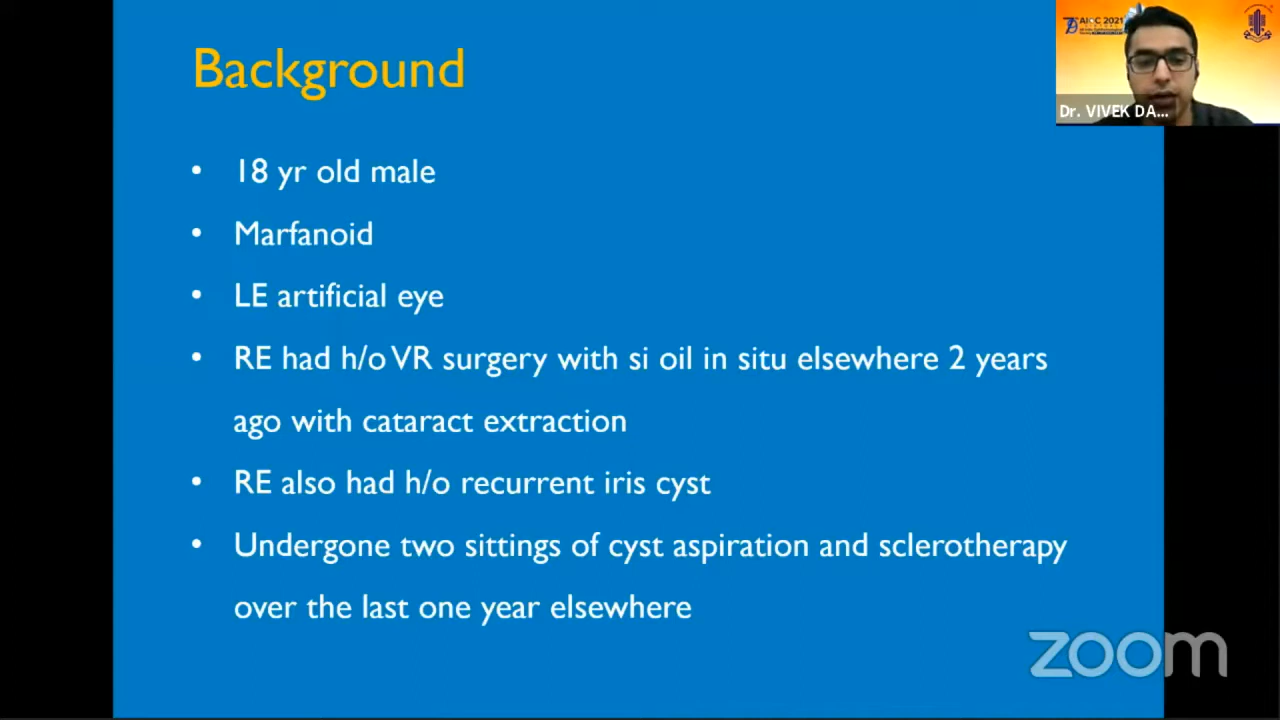 Background
• 18 yr old male
• Marfanoid
• LE artificial eye
• RE had h/o VR surgery with si oil in situ elsewhere 2 years
ago with cataract extraction
• RE also had h/o recurrent iris cyst
• Undergone two sittings of cyst aspiration and sclerotherapy
over the last one year elsewhere
AIOC 2021
Dr. VIVEK DA...
zoom